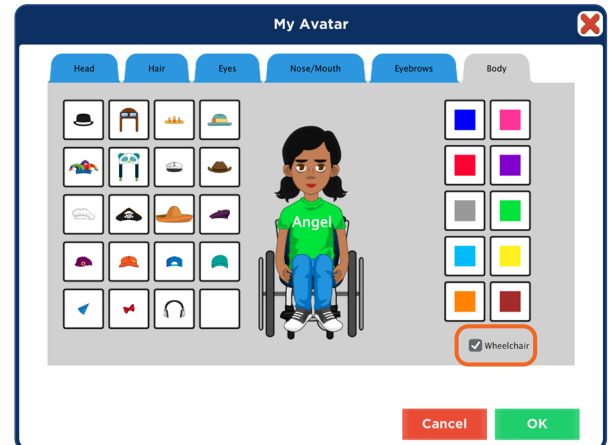 My Avatar
Head
Hair
Eyes
Nose/Mouth
Eyebrows
Body
Angel
Wheelchair
Cancel
OK